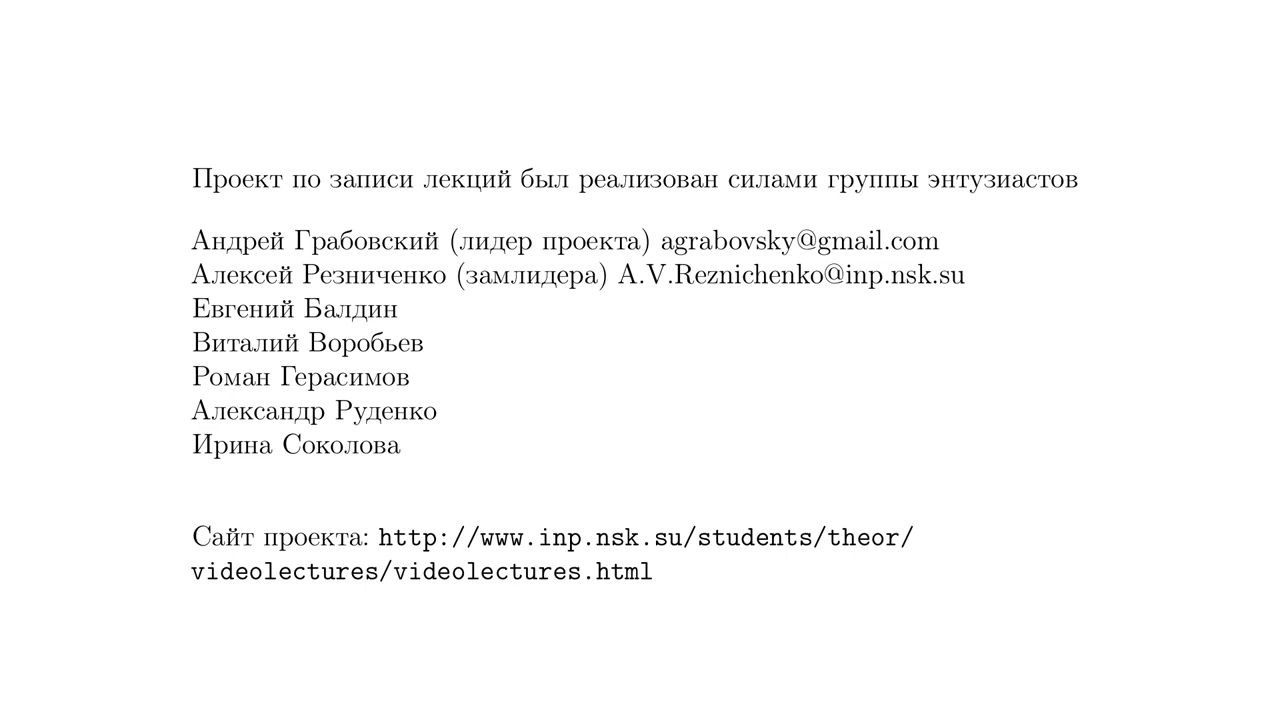 Проект по записи лекций был реализован силами группы энтузиастов
Андрей Грабовский (лидер проекта) agrabovsky@gmail.com
Алексей Резниченко (замлидера) A.V.Reznichenko@inp.nsk.su
Евгений Балдин
Виталий Воробьев
Роман Герасимов
Александр Руденко
Ирина Соколова
Сайт проекта: http://www.inp.nsk.su/students/theor/
videolectures/videolectures.html